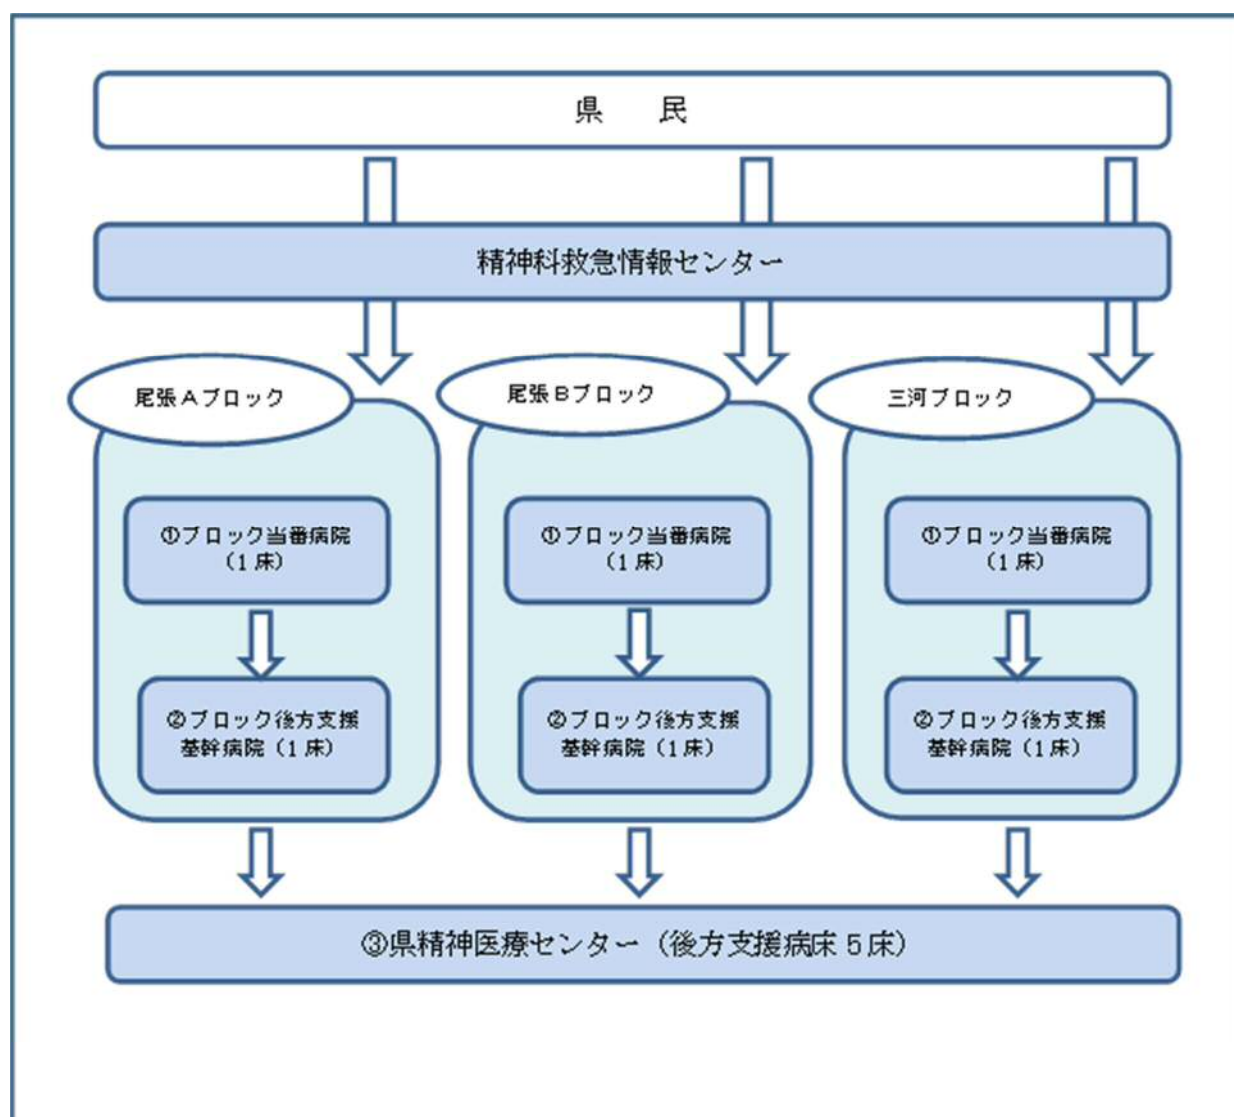 県　　民
精神科救急情報センター
尾張Ａブロック
尾張Ｂブロック
三河ブロック
①ブロック当番病院
（1床）
②ブロック後方支援
基幹病院（1床）
①ブロック当番病院
（1床）
②ブロック後方支援
基幹病院（1床）
①ブロック当番病院
（1床）
②ブロック後方支援
基幹病院（1床）
③県精神医療センター（後方支援病床5床）